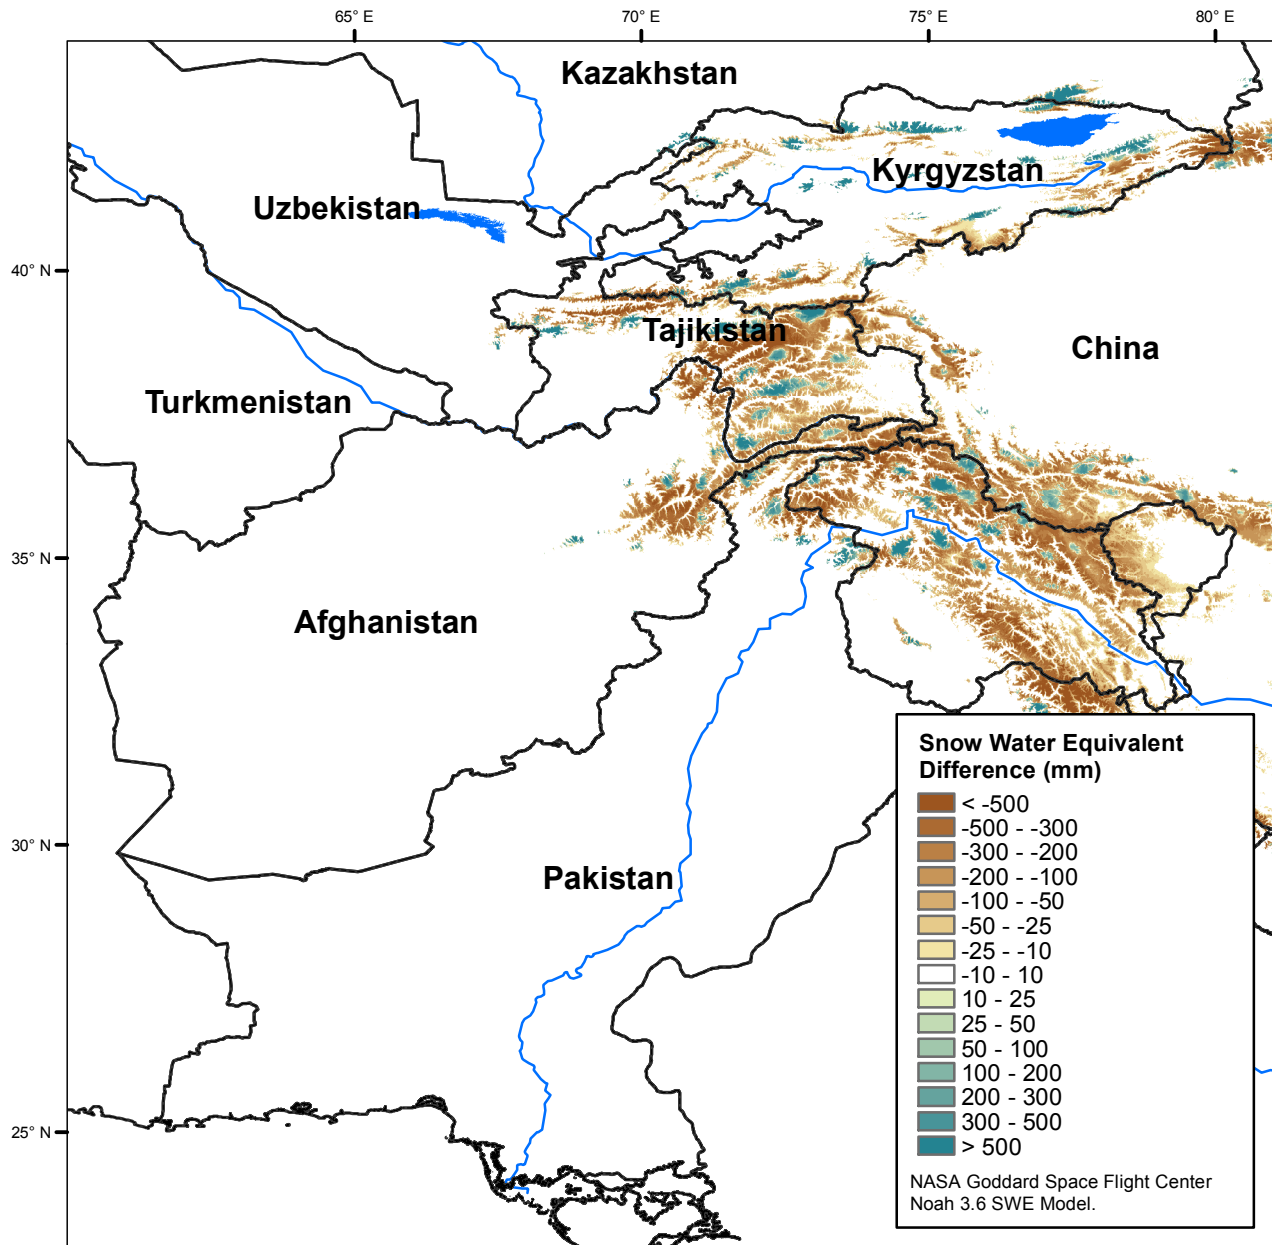 65° E
70° E
75° E
80° E
Kazakhstan
Kyrgyzstan
Uzbekistan
40° N
Tajikistan
China
Turkmenistan
35° N
Afghanistan
30° N
Pakistan
25° N
Snow Water Equivalent
Difference (mm)
< -500
-500 - -300
-300 - -200
-200 - -100
-100 - -50
-50 - -25
-25 - -10
-10 - 10
10 - 25
25 - 50
50 - 100
100 - 200
200 - 300
300 - 500
> 500
NASA Goddard Space Flight Center
Noah 3.6 SWE Model.